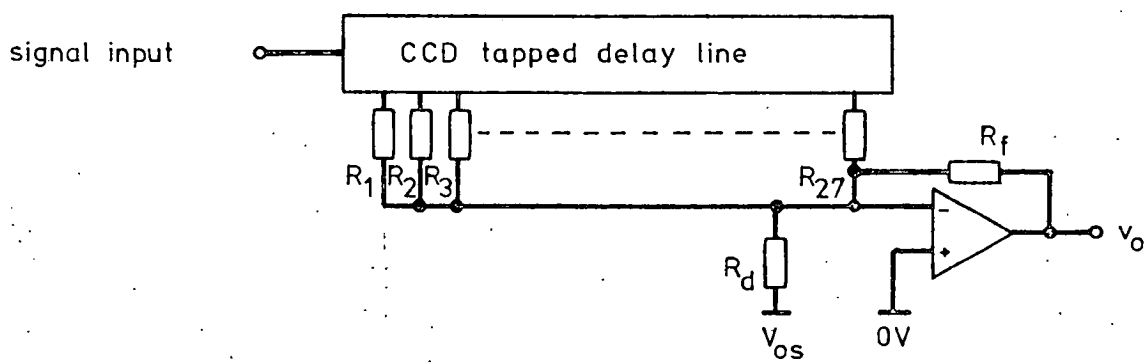 signal input
CCD tapped delay line
R1 R2 R3
R27
Rf
Rd
Vos
0V
vo
-
+